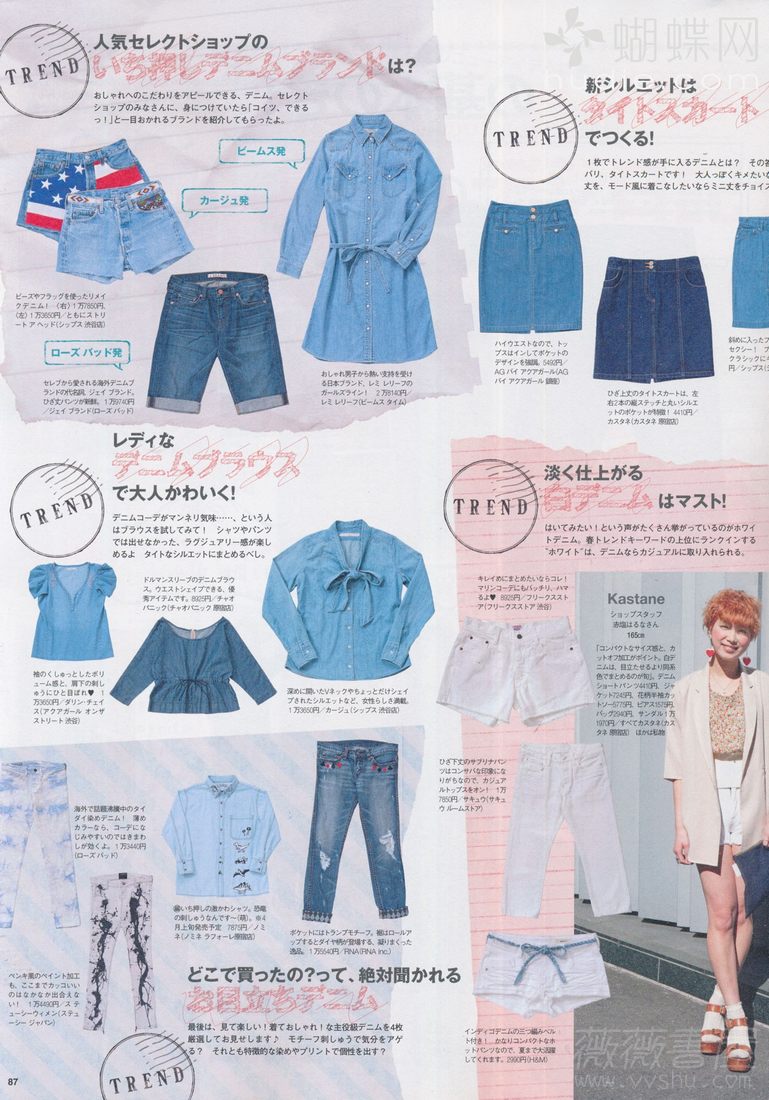 TREND
人気セレクトショップの
いち押しデニムブランドは?
おしゃれへのこだわりをアピールできる、デニム。セレクト
ショップのみなさんに、身につけていたら「コイツ、できる
っ!」と一目おかれるブランドを紹介してもらったよ。
ビームス発
カージュ発
ビーズやフラッグを使ったリメイ
クデニム! (右) 1万7850円、
(左) 1万3650円/ともにストリ
ート アヘッド(シップス 渋谷店)
ローズ バッド発
セレブから愛される海外デニムブ
ランドの代名詞、ジェイ ブランド。
ひざ丈パンツが新鮮。1万9740円
/ジェイ ブランド(ローズ バッド)
おしゃれ男子から熱い支持を受け
る日本ブランド、レミ レリーフの
ガールズライン! 2万8140円
レミ レリーフ(ビームス タイム)
蝴蝶网
TREND
新シルエットは
タイトスカート
でつくる!
1枚でトレンド感が手に入るデニムとは? その答
バリ、タイトスカートです! 大人っぽくキメたいな
丈を、モード風に着こなしたいならミニ丈をチョイス
ハイウエストなので、トッ
プスはインしてポケットの
デザインを強調。5492円/
AG バイ アクアガール(AG
バイ アクアガール 鎌座)
ひざ上丈のタイトスカートは、左
右2本の縦ステッチと丸いシルエ
ットのポケットが特徴! 4410円/
カスタネ(カスタネ 原宿店)
斜めに入ったフ
セクシー!
クラシックに
円/シップス(シ
TREND
レディな
デニムブラウス
で大人かわいく!
デニムコーデがマンネリ気味……、という人
はブラウスを試してみて! シャツやパンツ
では出せなかった、ラグジュアリー感が楽し
めるよ タイトなシルエットにまとめるべし。
ドルマンスリーブのデニムブラウ
ス。ウエストシェイプできる、優
秀アイテムです。8925円/チャオ
パニック(チャオパニック 原宿店)
袖のくしゅっとしたボリ
ューム感と、肩下の刺し
ゅうにひと目ぼれ♥ 1
万3650円/ダリン・チェイ
ス(アクアガール オンザ
ストリート 渋谷)
深めに開いたVネックやちょっとだけシェイ
プされたシルエットなど、女性らしさ満載。
1万3650円/カージュ(シップス 渋谷店)
TREND
淡く仕上がる
白デニムはマスト!
はいてみたい!という声がたくさん挙がっているのがホワイ
トデニム。春トレンドキーワードの上位にランクインする
“ホワイト”は、デニムならカジュアルに取り入れられる。
キレイめにまとめたいならコレ!
マリンコーデにもバッチリ、ハマ
るよ♥ 8925円/フリークススト
ア(フリークスストア 渋谷)
Kastane
ショップスタッフ
赤塩はるなさん
165cm
「コンパクトなサイズ感と、カ
ットオフ加工がポイント。白デ
ニムは、目立たせるより同系
色でまとめるのが旬」。デニム
ショートパンツ4410円、ジャ
ケット7245円、花柄半袖カット
ソー5775円、ピアス1575円、
バッグ2940円、サンダル1万
1970円/すべてカスタネ(カス
タネ 原宿店) ほかは私物
ひざ下丈のサブリナパン
ツはコンサバな印象にな
りがちなので、カジュア
ルトップスをオン! 1万
7850円/サキュウ(サキュ
ウ ルームストア)
インディゴデニムの三つ編みベル
ト付き! かなりコンパクトなホ
ットパンツなので、夏まで大活躍
してくれます。2990円(H&M)
海外で話題沸騰中のタイ
ダイ染めデニム! 薄め
カラーなら、コーデにな
じみやすいのではきまわ
しが効くよ。1万3440円
(ローズ バッド)
ペンキ風のペイント加工
も、ここまでカッコいい
のはなかなか出会えな
い! 1万4490円/ステ
ューシーウィメン(ステュー
シー ジャパン)
編いち押しの激かわシャツ。恐竜
の刺しゅうなんです~(萌)。※4
月上旬発売予定 7875円/ノミ
ネ(ノミネ ラフォーレ原宿店)
ポケットにはトランプモチーフ。裾はロールア
ップするとダイヤ柄が登場する、凝りまくった
逸品。1万5540円/RNA(RNA inc.)
どこで買ったの?って、絶対聞かれる
お目立ちデニム
最後は、見て楽しい!着ておしゃれ!な主役級デニムを4枚
厳選してお見せします♪ モチーフ刺しゅうで気分をアゲ
る? それとも特徴的な染めやプリントで個性を出す?
TREND
87
薇薇書
www.vvshu.com